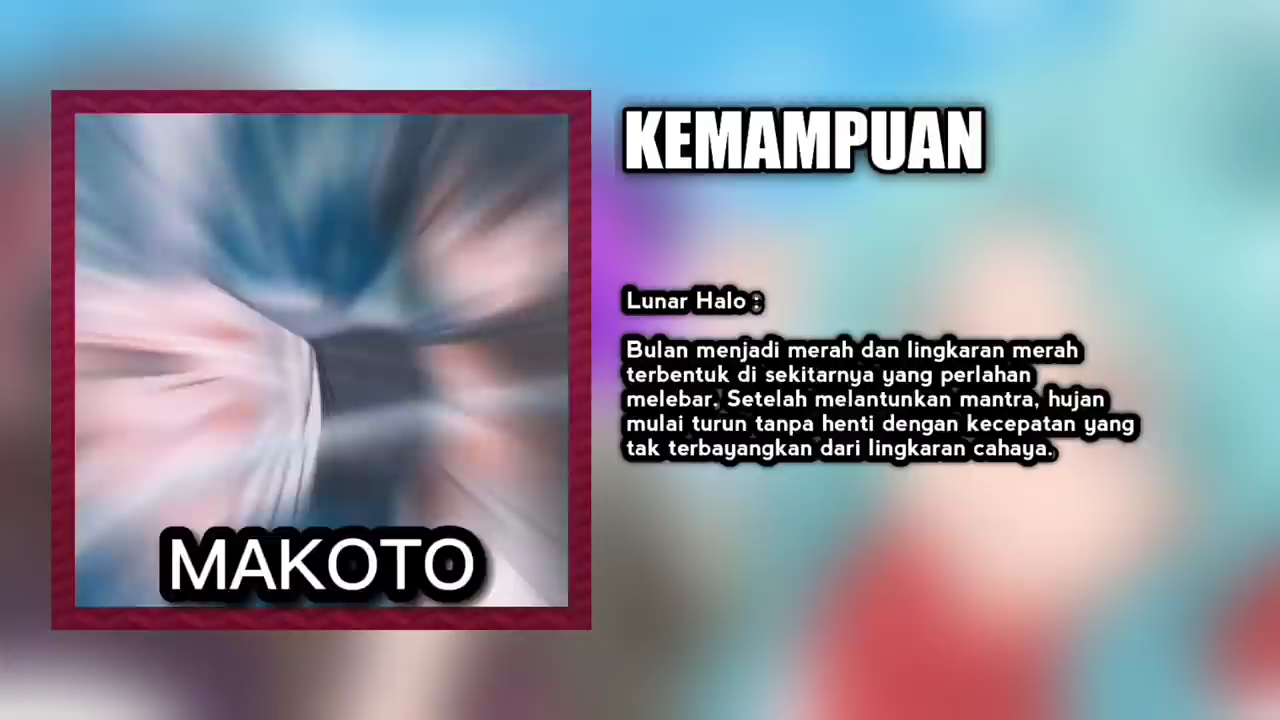 KEMAMPUAN
Lunar Halo :
Bulan menjadi merah dan lingkaran merah
terbentuk di sekitarnya yang perlahan
melebar. Setelah melantunkan mantra, hujan
mulai turun tanpa henti dengan kecepatan yang
tak terbayangkan dari lingkaran cahaya.
MAKOTO